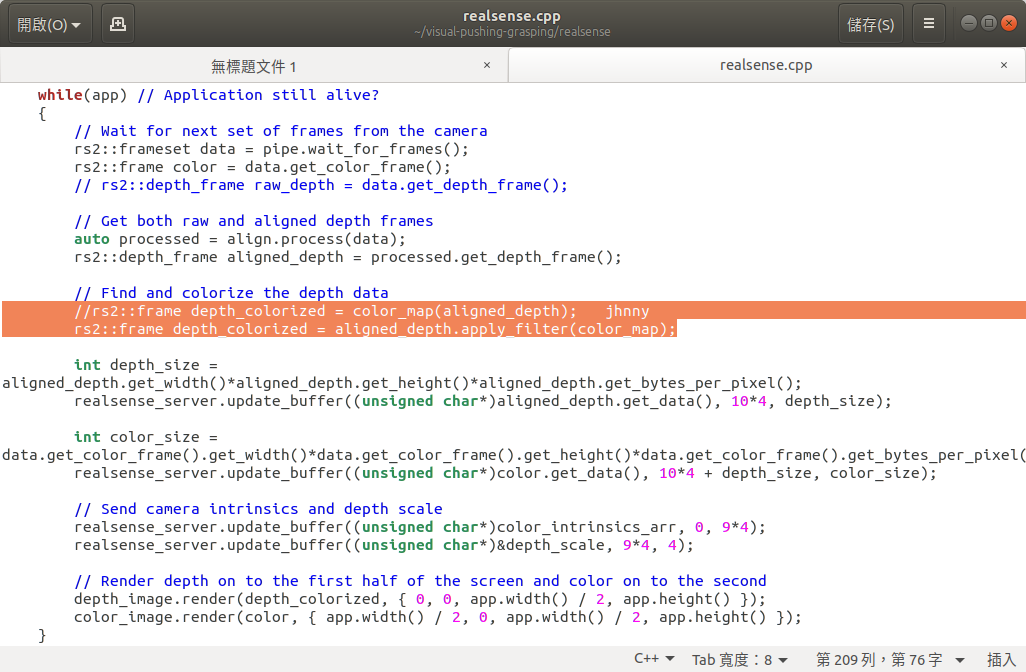 開啟(O)
realsense.cpp
~/visual-pushing-grasping/realsense
儲存(S)
無標題文件 1 ×
realsense.cpp ×
while(app) // Application still alive?
{
// Wait for next set of frames from the camera
rs2::frameset data = pipe.wait_for_frames();
rs2::frame color = data.get_color_frame();
// rs2::depth_frame raw_depth = data.get_depth_frame();
// Get both raw and aligned depth frames
auto processed = align.process(data);
rs2::depth_frame aligned_depth = processed.get_depth_frame();
// Find and colorize the depth data
//rs2::frame depth_colorized = color_map(aligned_depth);   jhnny
rs2::frame depth_colorized = aligned_depth.apply_filter(color_map);
int depth_size =
aligned_depth.get_width()*aligned_depth.get_height()*aligned_depth.get_bytes_per_pixel();
realsense_server.update_buffer((unsigned char*)aligned_depth.get_data(), 10*4, depth_size);
int color_size =
data.get_color_frame().get_width()*data.get_color_frame().get_height()*data.get_color_frame().get_bytes_per_pixel(
realsense_server.update_buffer((unsigned char*)color.get_data(), 10*4 + depth_size, color_size);
// Send camera intrinsics and depth scale
realsense_server.update_buffer((unsigned char*)color_intrinsics_arr, 0, 9*4);
realsense_server.update_buffer((unsigned char*)&depth_scale, 9*4, 4);
// Render depth on to the first half of the screen and color on to the second
depth_image.render(depth_colorized, { 0, 0, app.width() / 2, app.height() });
color_image.render(color, { app.width() / 2, 0, app.width() / 2, app.height() });
}
C++ Tab 寬度：8 第 209 列，第 76 字 插入